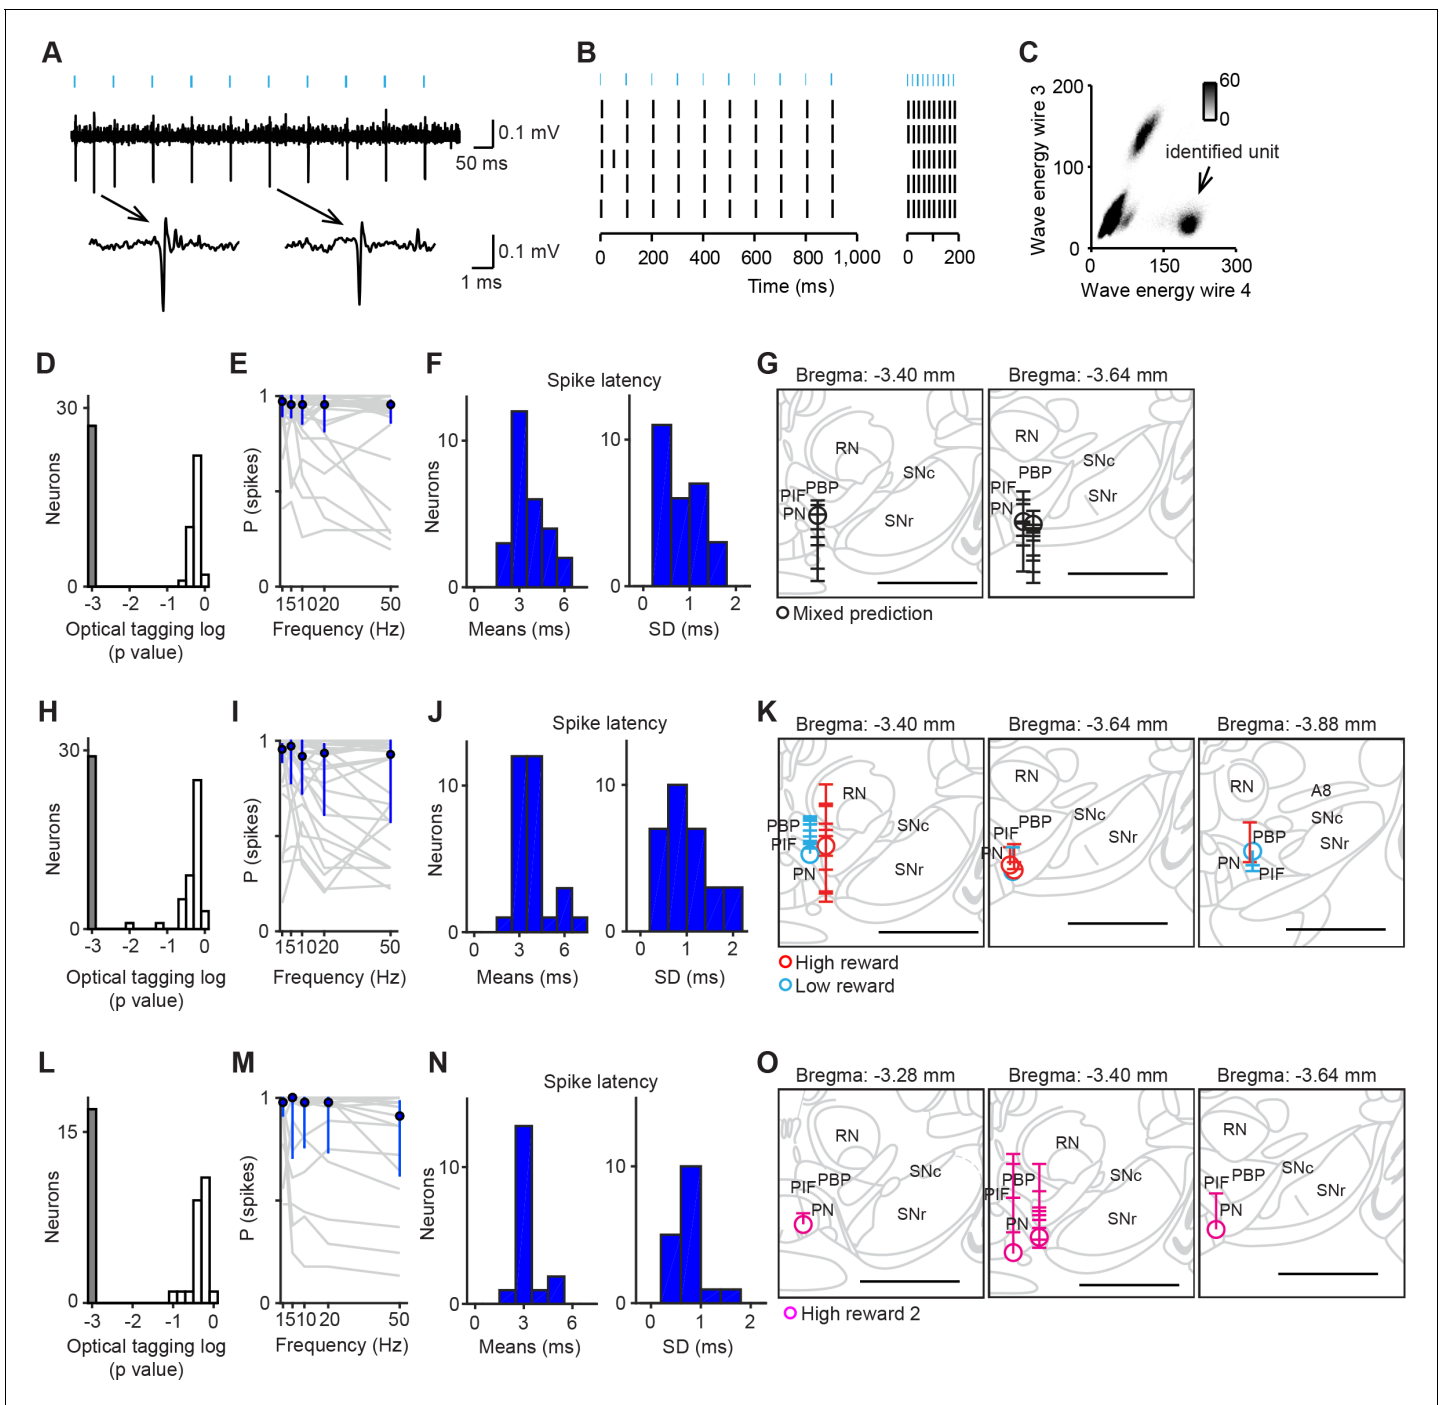 A
0.1 mV
50 ms
0.1 mV
1 ms
B
0 200 400 600 800 1,000
0 200
Time (ms)
C
Wave energy wire 3
200
100
0
60
0
identified unit
0 150 300
Wave energy wire 4
D
Neurons
30
0
-3 -2 -1 0
Optical tagging log
(p value)
E
P (spikes)
1
0
1 5 10 20 50
Frequency (Hz)
F
Spike latency
Neurons
10
0
0 3 6
Means (ms)
10
0
0 1 2
SD (ms)
G
Bregma: -3.40 mm
RN
SNc
PBP
PIF
PN
SNr
Bregma: -3.64 mm
RN
SNc
PBP
PIF
SNr
PN
Mixed prediction
H
Neurons
30
0
-3 -2 -1 0
Optical tagging log
(p value)
I
P (spikes)
1
0
1 5 10 20 50
Frequency (Hz)
J
Spike latency
Neurons
10
0
0 3 6
Means (ms)
10
0
0 1 2
SD (ms)
K
Bregma: -3.40 mm
RN
PBP
SNc
PIF
PN
SNr
Bregma: -3.64 mm
RN
SNc
PBP
PIF
SNr
PN
Bregma: -3.88 mm
RN
A8
SNc
PBP
SNr
PN
PIF
High reward
Low reward
L
Neurons
15
0
-3 -2 -1 0
Optical tagging log
(p value)
M
P (spikes)
1
0
1 5 10 20 50
Frequency (Hz)
N
Spike latency
Neurons
10
0
0 3 6
Means (ms)
10
0
0 1 2
SD (ms)
O
Bregma: -3.28 mm
RN
SNc
PBP
PIF
PN
SNr
Bregma: -3.40 mm
RN
SNc
PBP
PIF
PN
SNr
Bregma: -3.64 mm
RN
SNc
PBP
PIF
SNr
PN
High reward 2